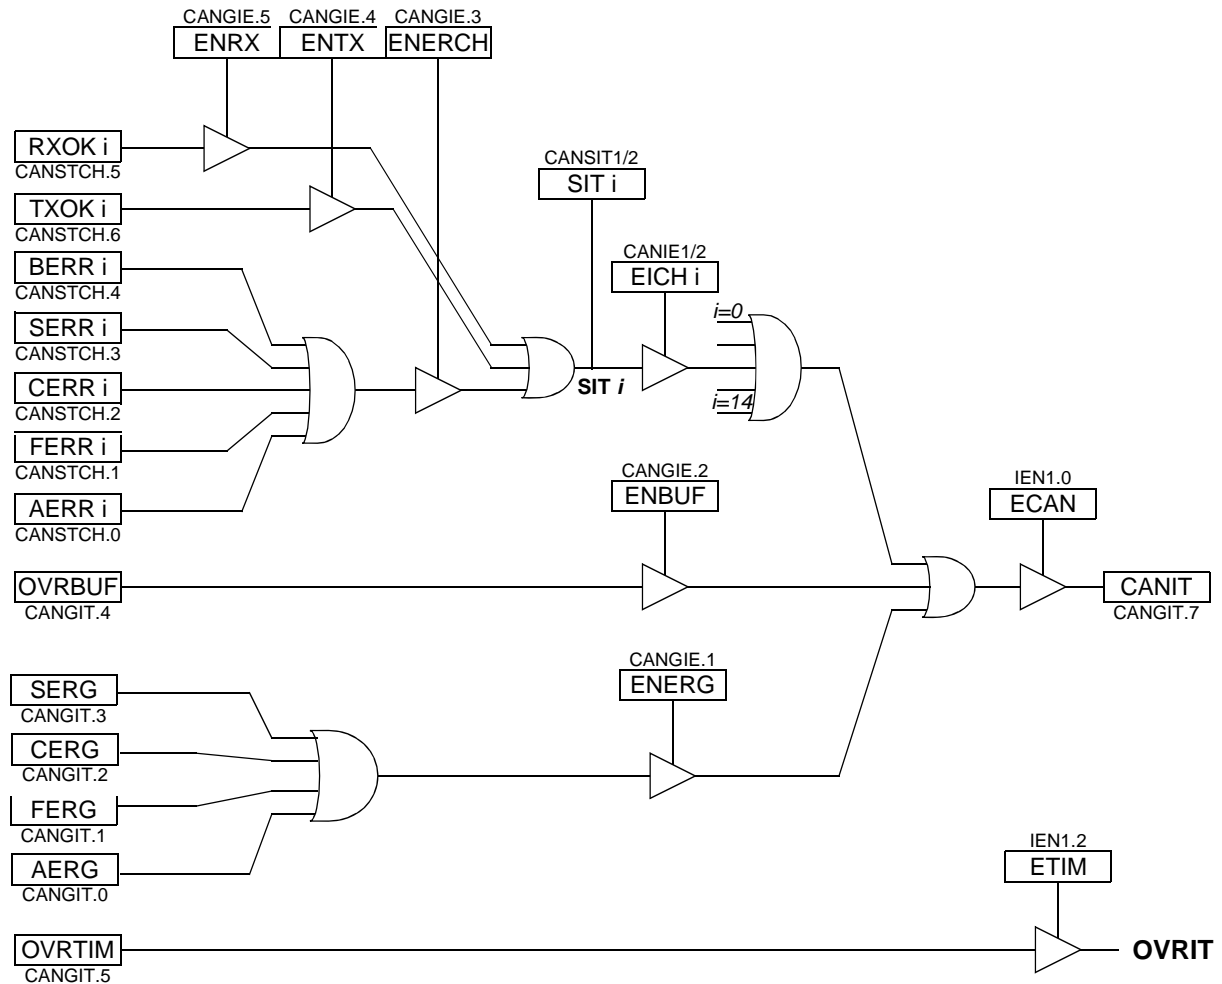 CANGIE.5 CANGIE.4 CANGIE.3
ENRX ENTX ENERCH
RXOK i
CANSTCH.5
CANSIT1/2
SIT i
TXOK i
CANSTCH.6
CANIE1/2
EICH i
BERR i
CANSTCH.4
i=0
SERR i
CANSTCH.3
SIT i
CERR i
CANSTCH.2
i=14
FERR i
CANSTCH.1
CANGIE.2
ENBUF
IEN1.0
ECAN
AERR i
CANSTCH.0
OVRBUF
CANGIT.4
CANIT
CANGIT.7
CANGIE.1
ENERG
SERG
CANGIT.3
CERG
CANGIT.2
FERG
CANGIT.1
IEN1.2
ETIM
AERG
CANGIT.0
OVRTIM
CANGIT.5
OVRIT